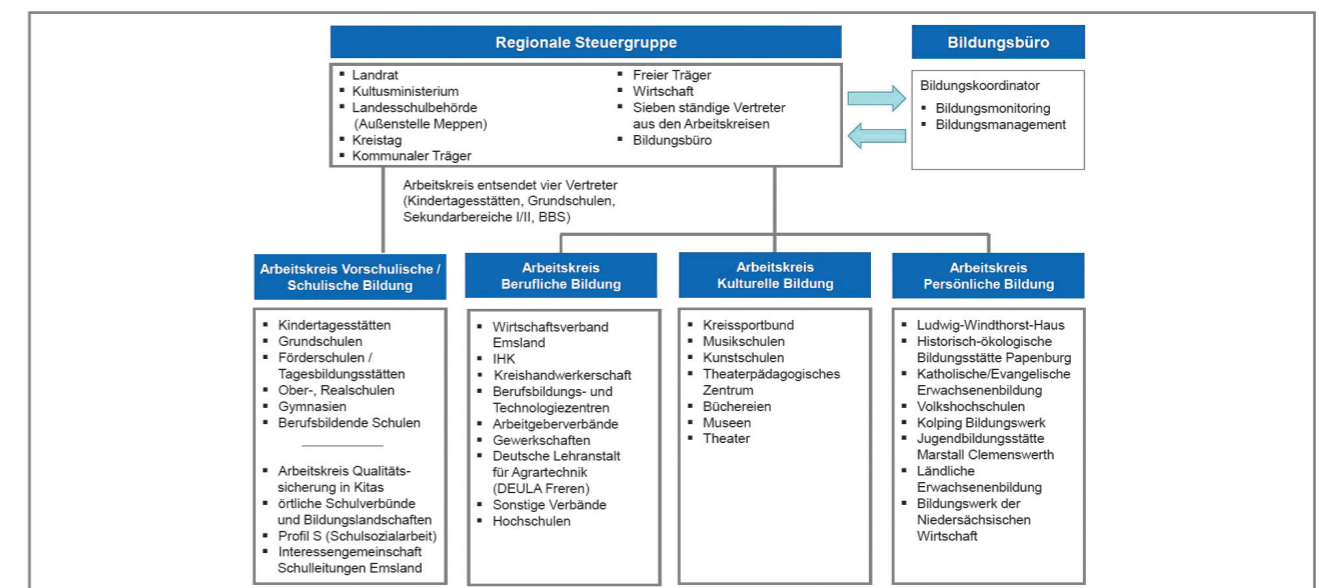 Regionale Steuergruppe
▪ Landrat
▪ Kultusministerium
▪ Landesschulbehörde
(Außenstelle Meppen)
▪ Kreistag
▪ Kommunaler Träger
▪ Freier Träger
▪ Wirtschaft
▪ Sieben ständige Vertreter
aus den Arbeitskreisen
▪ Bildungsbüro
Bildungsbüro
Bildungskoordinator
▪ Bildungsmonitoring
▪ Bildungsmanagement
Arbeitskreis entsendet vier Vertreter
(Kindertagesstätten, Grundschulen,
Sekundarbereiche I/II, BBS)
Arbeitskreis Vorschulische /
Schulische Bildung
▪ Kindertagesstätten
▪ Grundschulen
▪ Förderschulen /
Tagesbildungsstätten
▪ Ober-, Realschulen
▪ Gymnasien
▪ Berufsbildende Schulen
▪ Arbeitskreis Qualitäts-
sicherung in Kitas
▪ örtliche Schulverbünde
und Bildungslandschaften
▪ Profil S (Schulsozialarbeit)
▪ Interessengemeinschaft
Schulleitungen Emsland
Arbeitskreis
Berufliche Bildung
▪ Wirtschaftsverband
Emsland
▪ IHK
▪ Kreishandwerkerschaft
▪ Berufsbildungs- und
Technologiezentren
▪ Arbeitgeberverbände
▪ Gewerkschaften
▪ Deutsche Lehranstalt
für Agrartechnik
(DEULA Freren)
▪ Sonstige Verbände
▪ Hochschulen
Arbeitskreis
Kulturelle Bildung
▪ Kreissportbund
▪ Musikschulen
▪ Kunstschulen
▪ Theaterpädagogisches
Zentrum
▪ Büchereien
▪ Museen
▪ Theater
Arbeitskreis
Persönliche Bildung
▪ Ludwig-Windthorst-Haus
▪ Historisch-ökologische
Bildungsstätte Papenburg
▪ Katholische/Evangelische
Erwachsenenbildung
▪ Volkshochschulen
▪ Kolping Bildungswerk
▪ Jugendbildungsstätte
Marstall Clemenswerth
▪ Ländliche
Erwachsenenbildung
▪ Bildungswerk der
Niedersächsischen
Wirtschaft